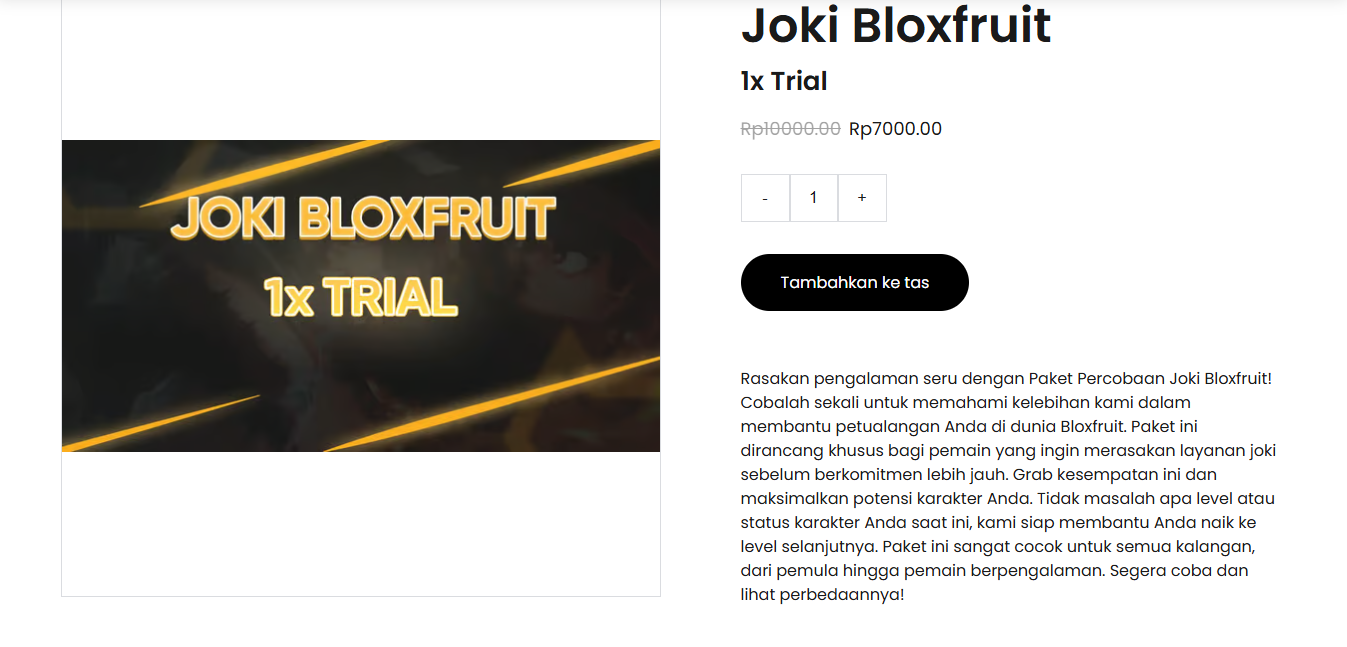 Joki Bloxfruit
1x Trial
Rp10000.00 Rp7000.00
- 1 +
Tambahkan ke tas
JOKI BLOXFRUIT
1x TRIAL
Rasakan pengalaman seru dengan Paket Percobaan Joki Bloxfruit!
Cobalah sekali untuk memahami kelebihan kami dalam
membantu petualangan Anda di dunia Bloxfruit. Paket ini
dirancang khusus bagi pemain yang ingin merasakan layanan joki
sebelum berkomitmen lebih jauh. Grab kesempatan ini dan
maksimalkan potensi karakter Anda. Tidak masalah apa level atau
status karakter Anda saat ini, kami siap membantu Anda naik ke
level selanjutnya. Paket ini sangat cocok untuk semua kalangan,
dari pemula hingga pemain berpengalaman. Segera coba dan
lihat perbedaannya!